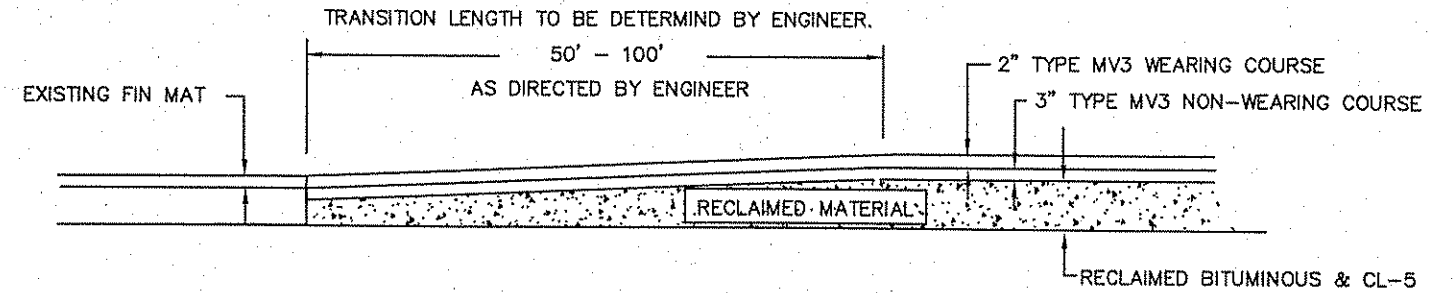 TRANSITION LENGTH TO BE DETERMIND BY ENGINEER.
50' - 100'
AS DIRECTED BY ENGINEER
EXISTING FIN MAT
2" TYPE MV3 WEARING COURSE
3" TYPE MV3 NON-WEARING COURSE
RECLAIMED MATERIAL
RECLAIMED BITUMINOUS & CL-5